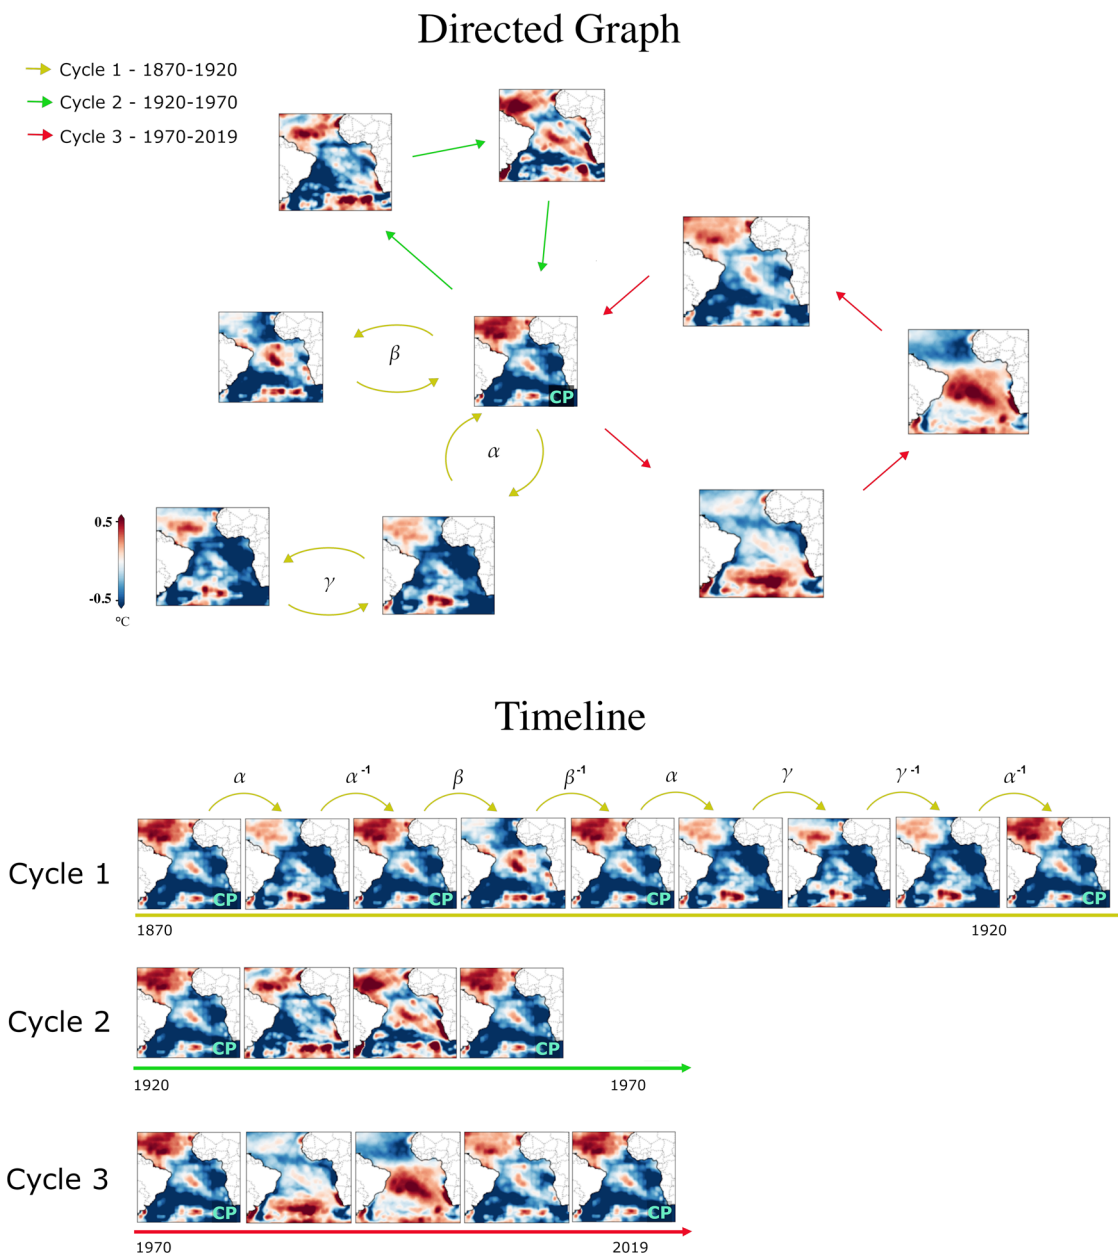 Directed Graph
Cycle 1 - 1870-1920
Cycle 2 - 1920-1970
Cycle 3 - 1970-2019
β
CP
α
0.5
γ
-0.5
°C
Timeline
α α⁻¹ β β⁻¹ α γ γ⁻¹ α⁻¹
Cycle 1
CP CP CP CP
1870 1920
Cycle 2
CP CP
1920 1970
Cycle 3
CP CP
1970 2019